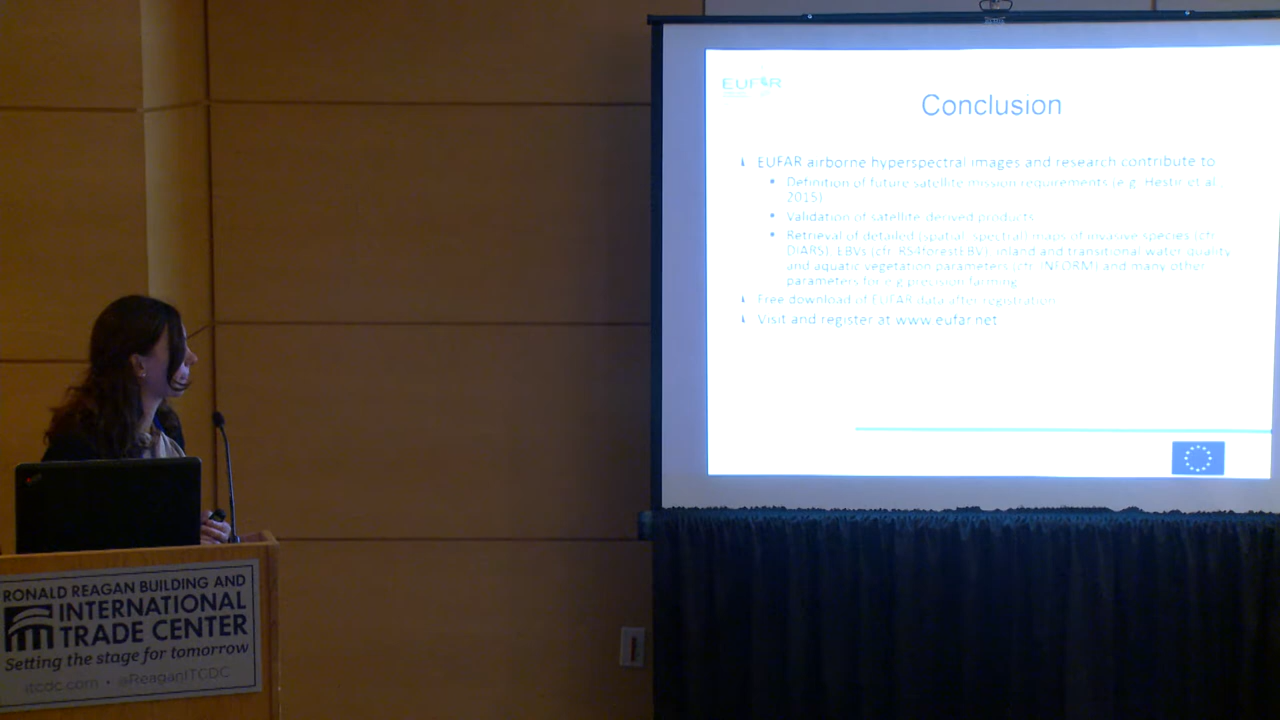 EUFAR
Conclusion
EUFAR airborne hyperspectral images and research contribute to
Definition of future satellite mission requirements (e.g. Hestir et al.,
2015)
Validation of satellite derived products
Retrieval of detailed (spatial, spectral) maps of invasive species (cfr.
DIARS), EBVs (cfr. RS4forestEBV), inland and transitional water quality
and aquatic vegetation parameters (cfr. INFORM) and many other
parameters for e.g precision farming
Free download of EUFAR data after registration
Visit and register at www.eufar.net
RONALD REAGAN BUILDING AND
INTERNATIONAL
TRADE CENTER
Setting the stage for tomorrow
itcdc.com • @ReaganITCDC